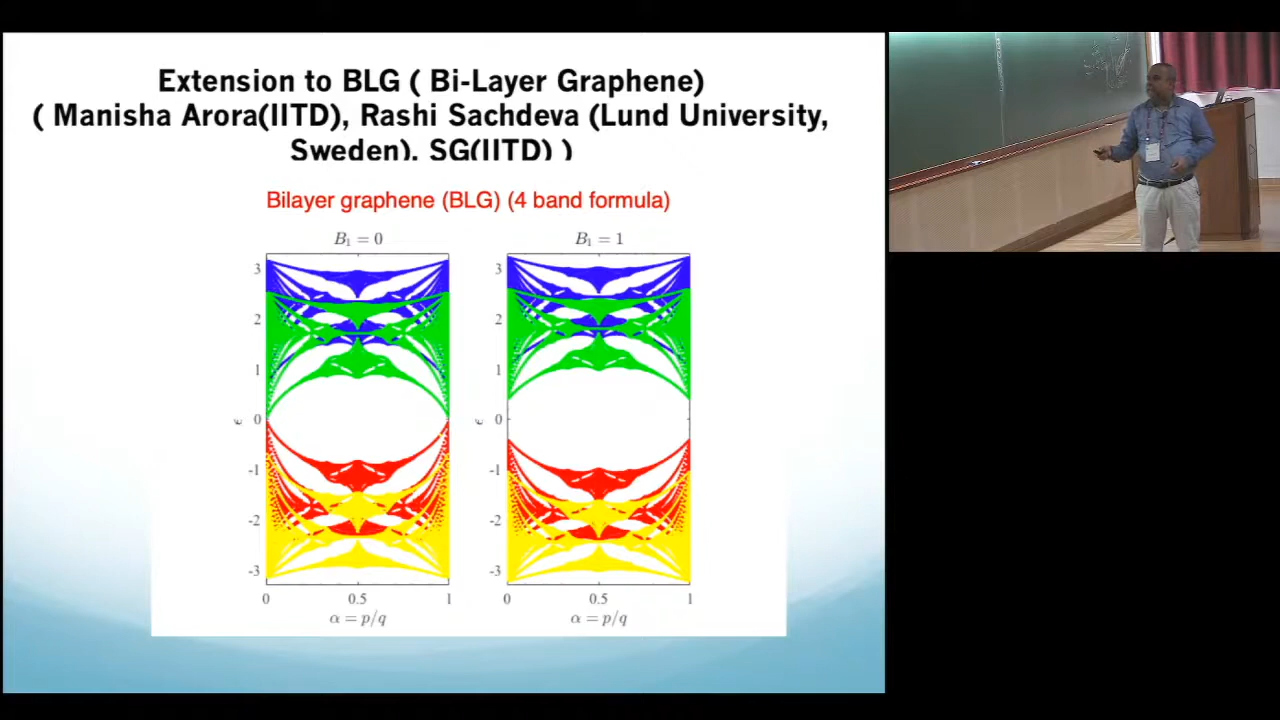 Extension to BLG ( Bi-Layer Graphene)
( Manisha Arora(IITD), Rashi Sachdeva (Lund University,
Sweden). SG(IITD) )
Bilayer graphene (BLG) (4 band formula)
B₁ = 0
3
2
1
0
-1
-2
-3
ϵ
0 0.5 1
α = p/q
B₁ = 1
3
2
1
0
-1
-2
-3
ϵ
0 0.5 1
α = p/q